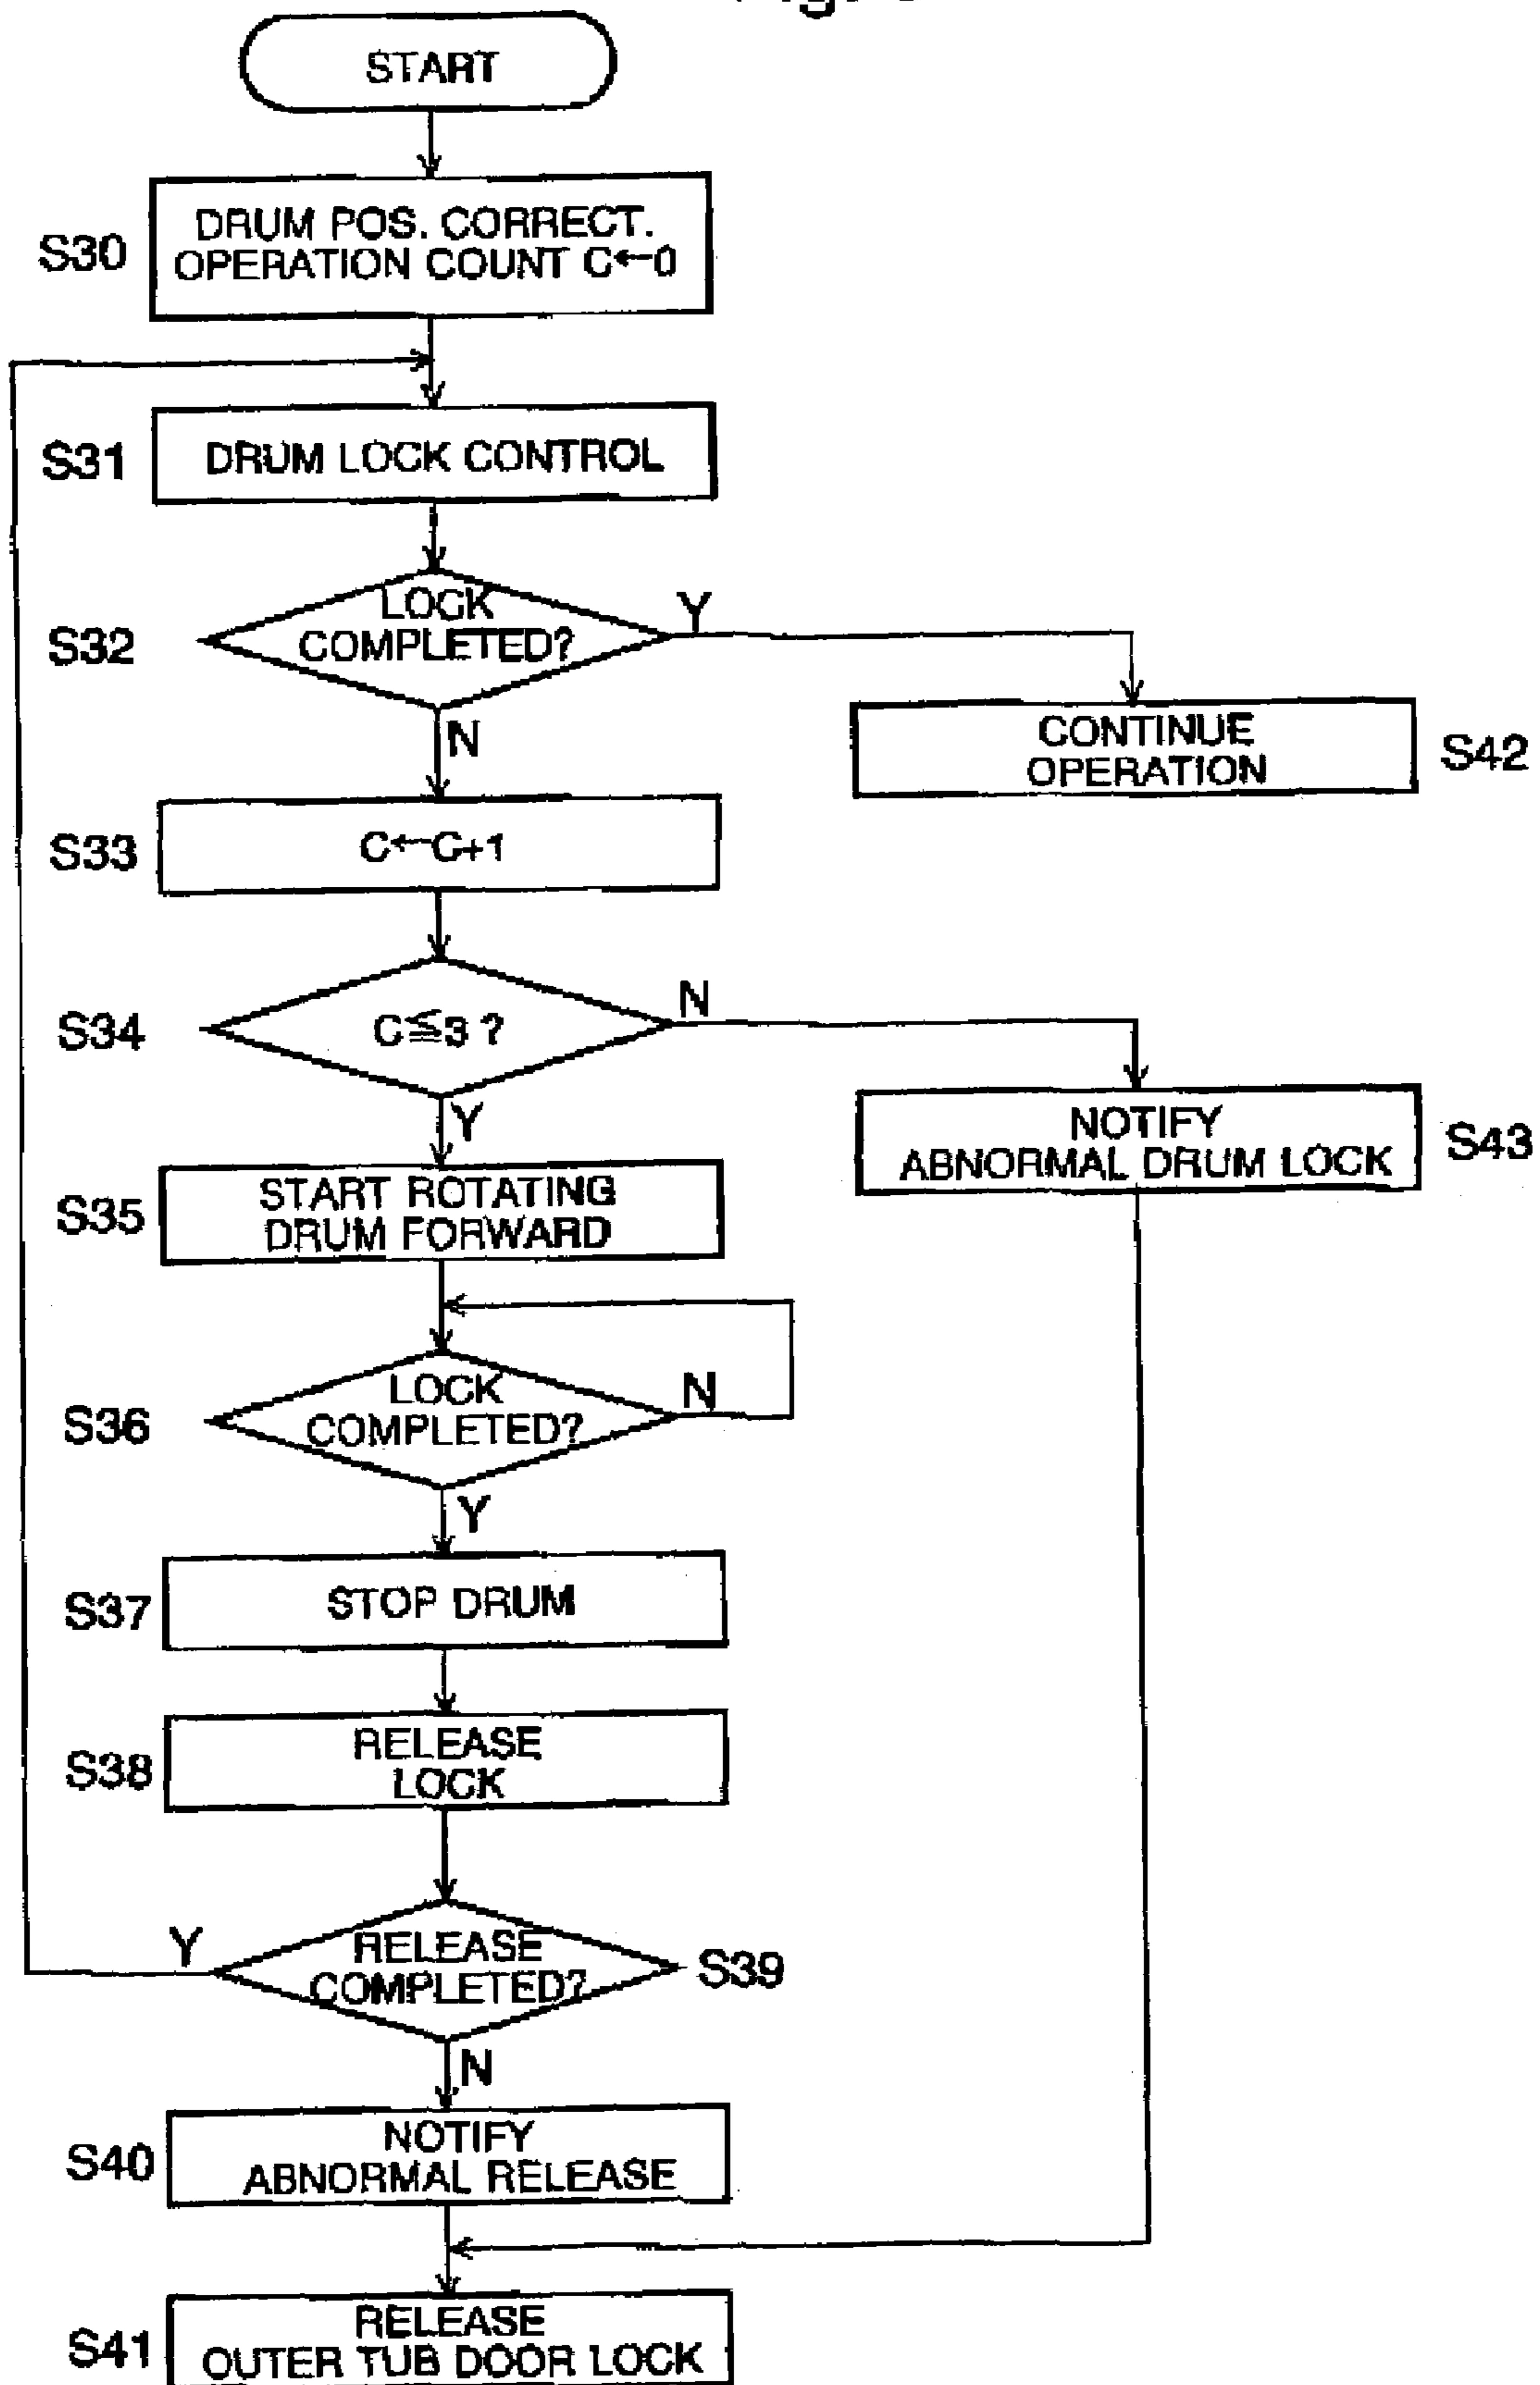 START
S30
DRUM POS. CORRECT.
OPERATION COUNT C←0
S31
DRUM LOCK CONTROL
S32
LOCK
COMPLETED?
Y
N
CONTINUE
OPERATION
S42
S33
C←C+1
S34
C≦3 ?
N
Y
NOTIFY
ABNORMAL DRUM LOCK
S43
S35
START ROTATING
DRUM FORWARD
S36
LOCK
COMPLETED?
N
Y
S37
STOP DRUM
S38
RELEASE
LOCK
Y
RELEASE
COMPLETED?
S39
N
S40
NOTIFY
ABNORMAL RELEASE
S41
RELEASE
OUTER TUB DOOR LOCK